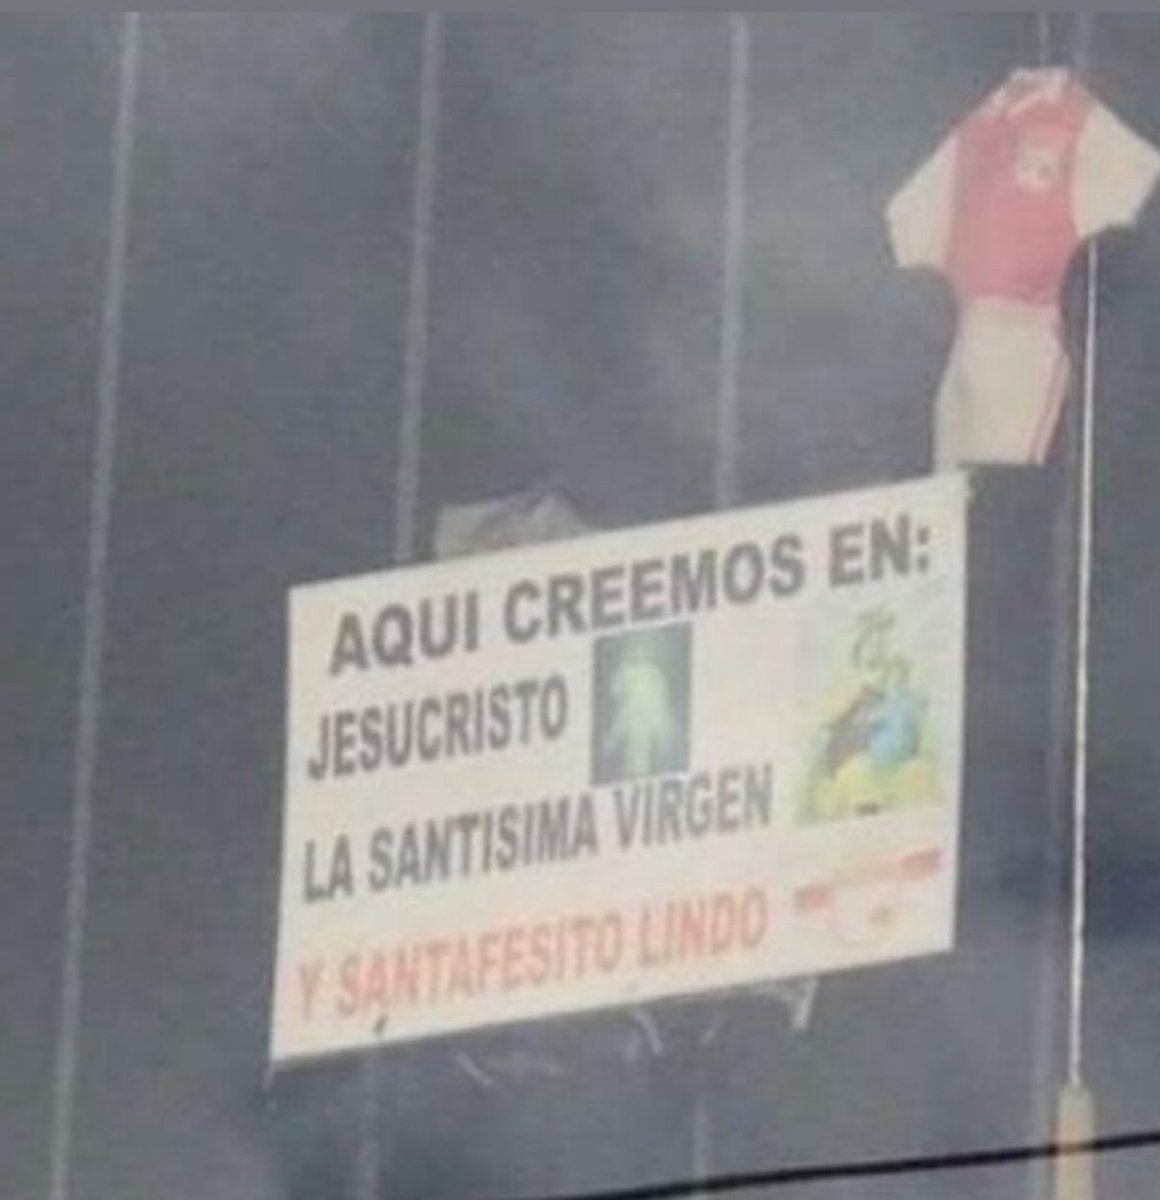 AQUI CREEMOS EN:
JESUCRISTO
LA SANTISIMA VIRGEN
Y SANTAFESITO LINDO